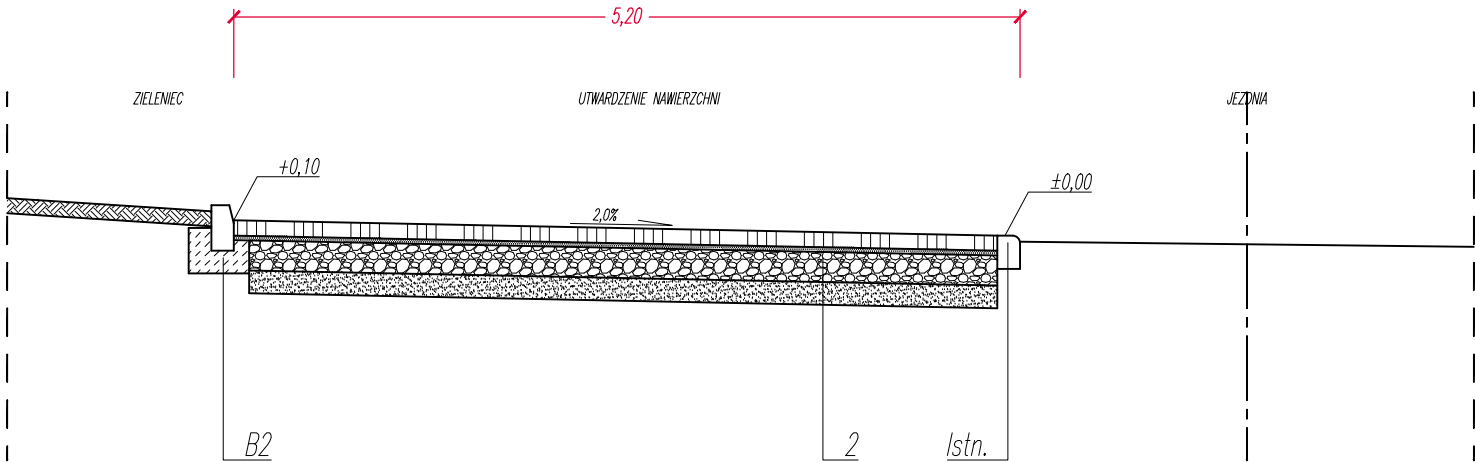 5,20
ZIELENIEC
UTWARDZENIE NAWIERZCHNI
JEZDNIA
+0,10
±0,00
2,0%
B2
2
Istn.